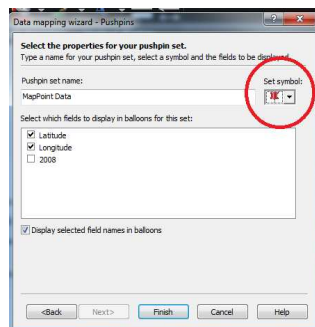 Data mapping wizard - Pushpins
Select the properties for your pushpin set.
Type a name for your pushpin set, select a symbol and the fields to be displayed
Pushpin set name:
Set symbol:
MapPoint Data
Select which fields to display in balloons for this set:
Latitude
Longitude
2008
Display selected field names in balloons
<Back
Next>
Finish
Cancel
Help